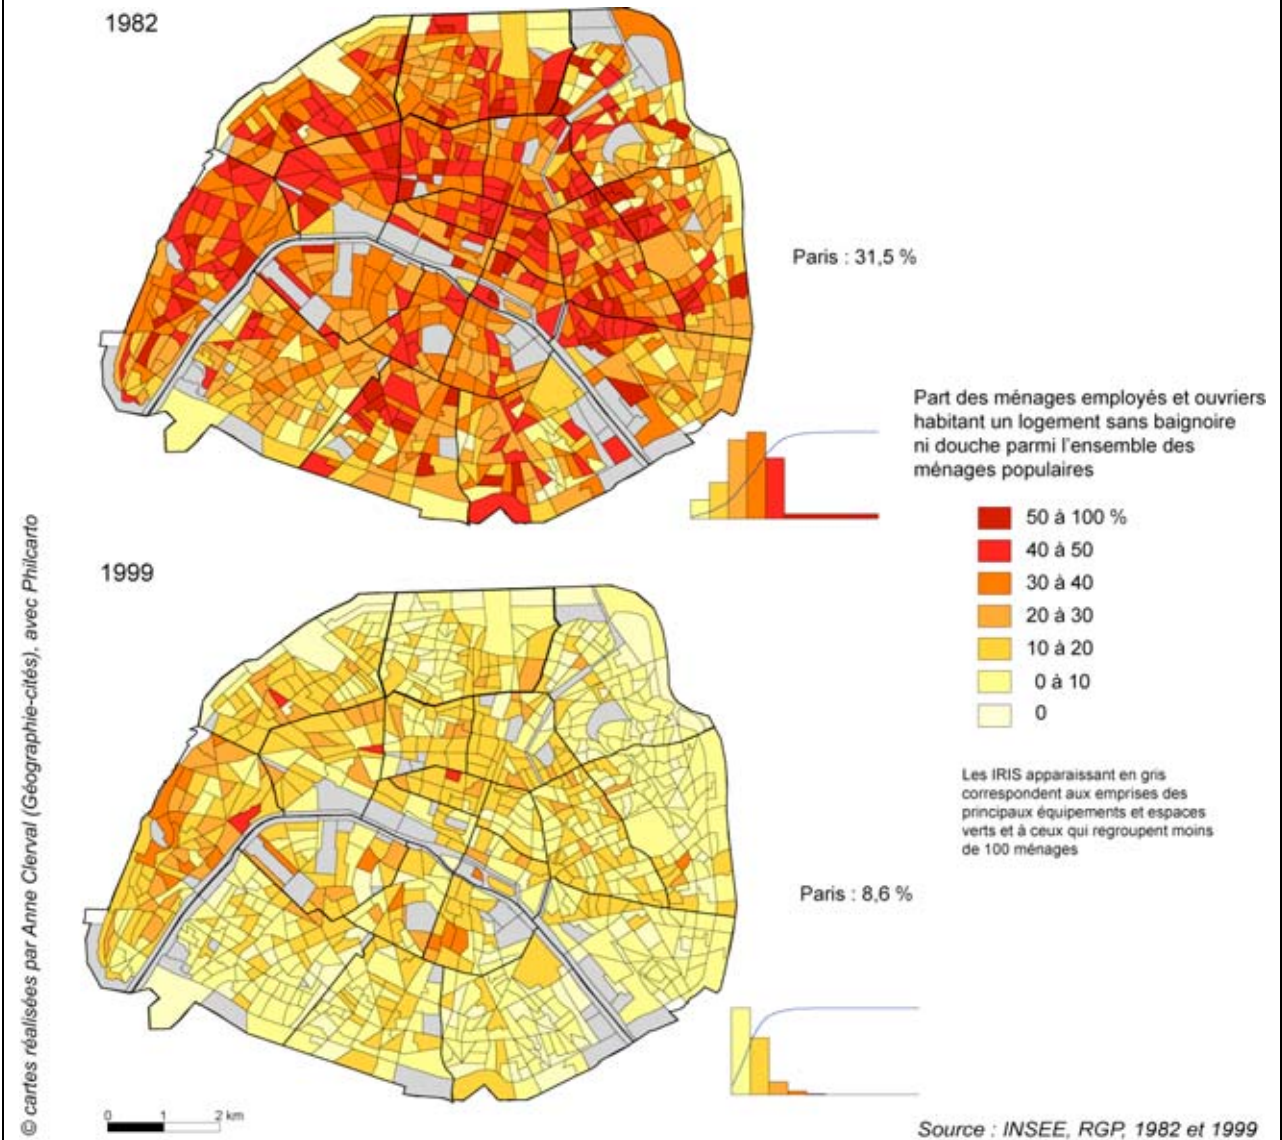 1982
Paris : 31,5 %
Part des ménages employés et ouvriers
habitant un logement sans baignoire
ni douche parmi l'ensemble des
ménages populaires
50 à 100 %
40 à 50
30 à 40
20 à 30
10 à 20
0 à 10
0
Les IRIS apparaissant en gris
correspondent aux emprises des
principaux équipements et espaces
verts et à ceux qui regroupent moins
de 100 ménages
1999
Paris : 8,6 %
0 1 2 km
Source : INSEE, RGP, 1982 et 1999
© cartes réalisées par Anne Clerval (Géographie-cités), avec Philcarto